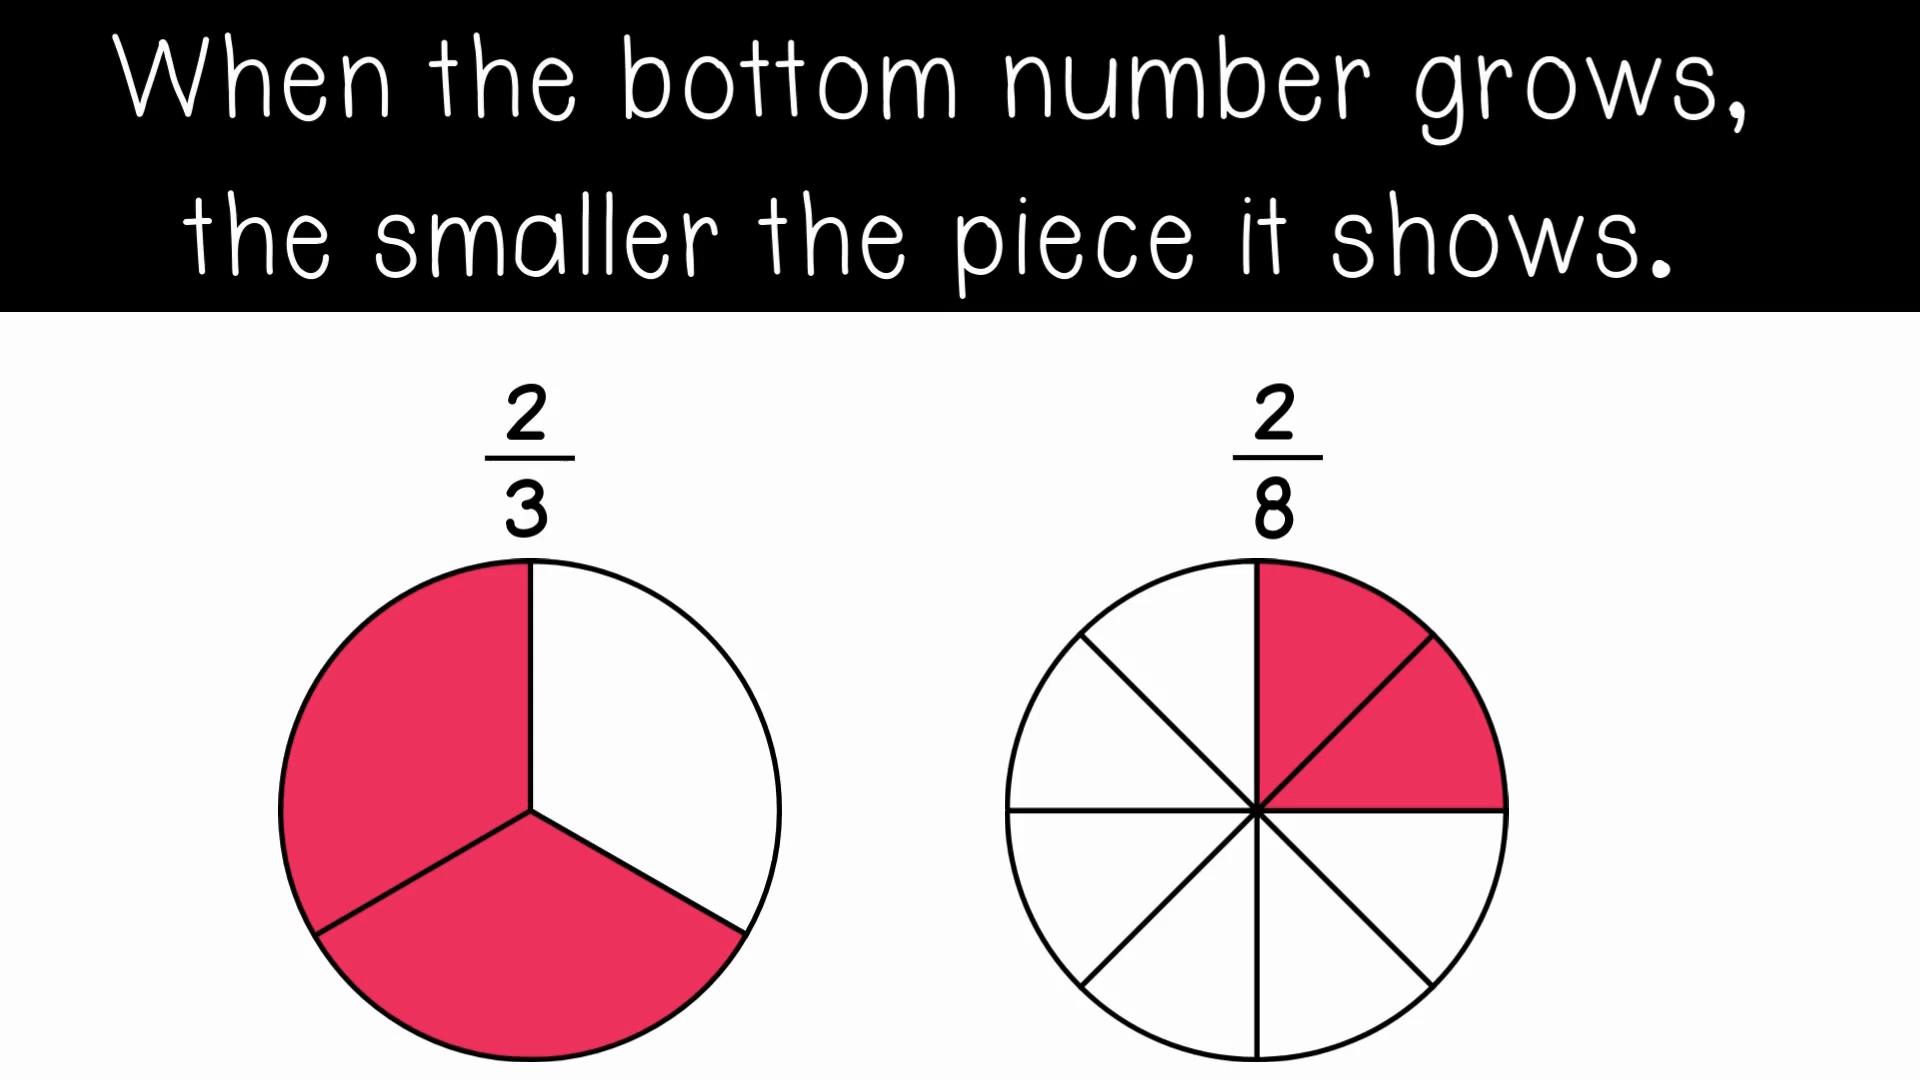 When the bottom number grows,
the smaller the piece it shows.
2 2
3 8